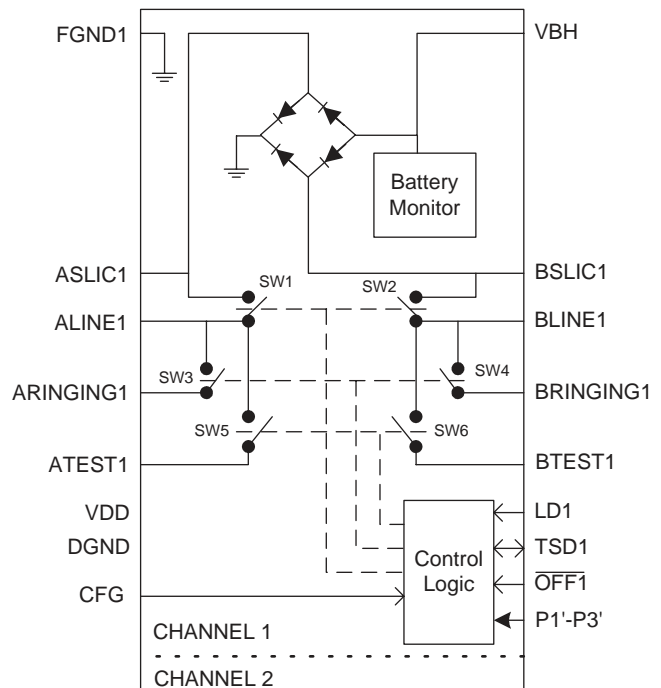 FGND1
VBH
Battery
Monitor
ASLIC1
BSLIC1
SW1
SW2
ALINE1
BLINE1
SW3
SW4
ARINGING1
BRINGING1
SW5
SW6
ATEST1
BTEST1
VDD
LD1
DGND
TSD1
Control
Logic
CFG
OFF1
P1'-P3'
CHANNEL 1
CHANNEL 2